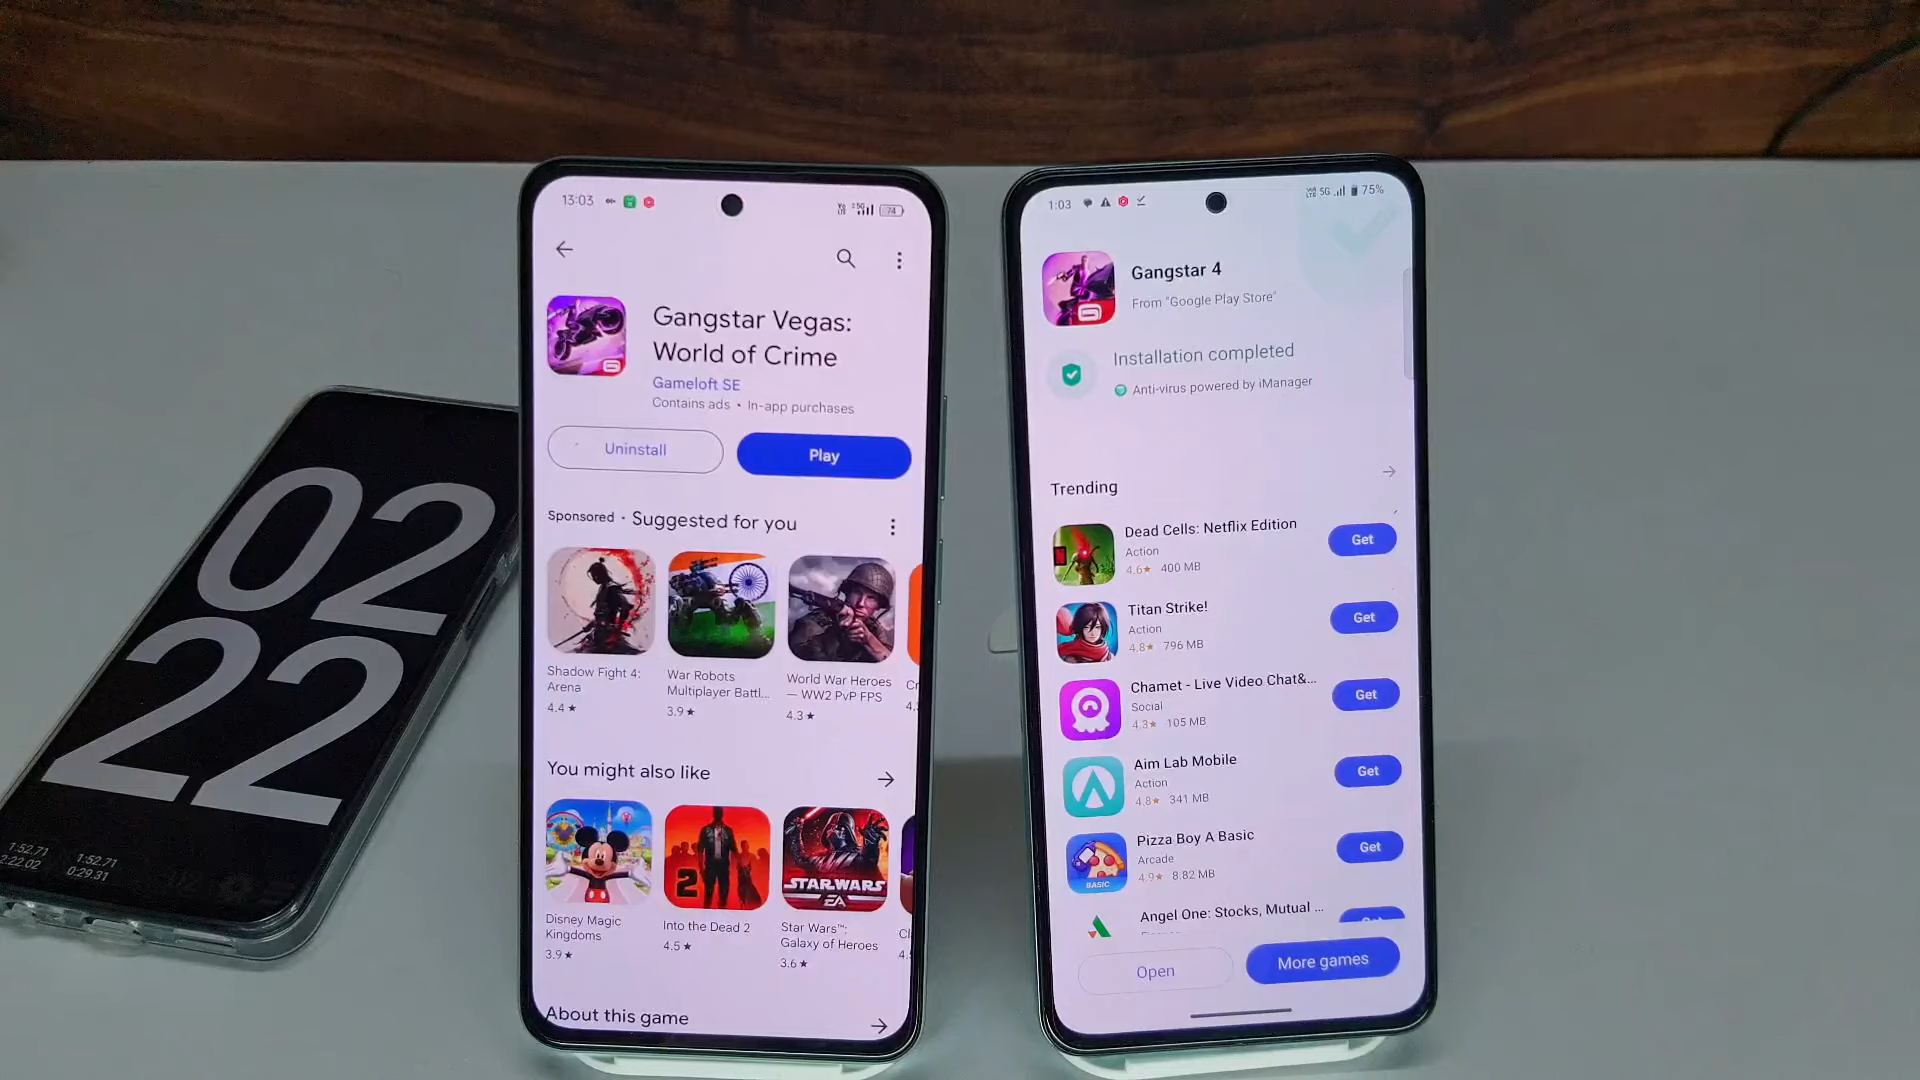 02
22
1:52.71
2:22.02
1:52.71
0:29.31
13:03
5G
74
Gangstar Vegas:
World of Crime
Gameloft SE
Contains ads • In-app purchases
Uninstall
Play
Sponsored · Suggested for you
Shadow Fight 4:
Arena
4.4★
War Robots
Multiplayer Battl...
3.9★
World War Heroes
— WW2 PvP FPS
4.3★
You might also like
2
STARWARS
EA
Disney Magic
Kingdoms
3.9★
Into the Dead 2
4.5★
Star Wars™:
Galaxy of Heroes
3.6★
About this game
1:03
5G
75%
Gangstar 4
From "Google Play Store"
Installation completed
Anti-virus powered by iManager
Trending
Dead Cells: Netflix Edition
Action
4.6★ 400 MB
Get
Titan Strike!
Action
4.8★ 796 MB
Get
Chamet - Live Video Chat&...
Social
4.3★ 105 MB
Get
Aim Lab Mobile
Action
4.8★ 341 MB
Get
Pizza Boy A Basic
Arcade
4.9★ 8.82 MB
Get
BASIC
Angel One: Stocks, Mutual ...
Open
More games